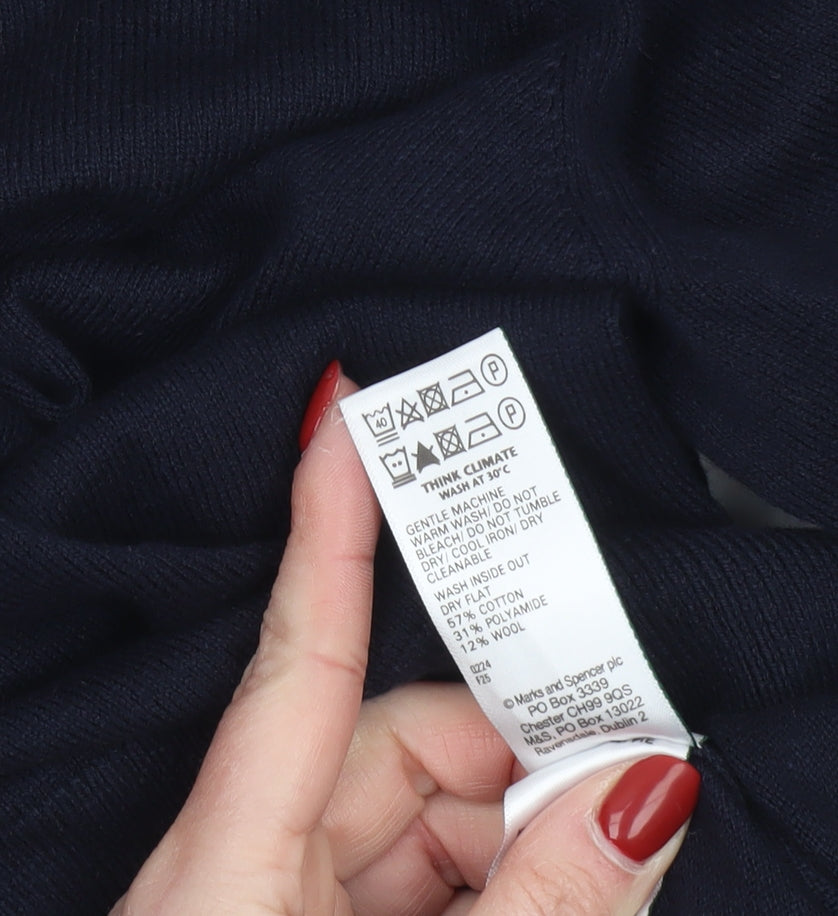 40 P
P
THINK CLIMATE
WASH AT 30°C
GENTLE MACHINE
WARM WASH/ DO NOT
BLEACH/ DO NOT TUMBLE
DRY/ COOL IRON/ DRY
CLEANABLE
WASH INSIDE OUT
DRY FLAT
57% COTTON
31% POLYAMIDE
12% WOOL
0224
F25
© Marks and Spencer plc
PO Box 3339
Chester CH99 9QS
M&S, PO Box 13022
Ravensdale, Dublin 2